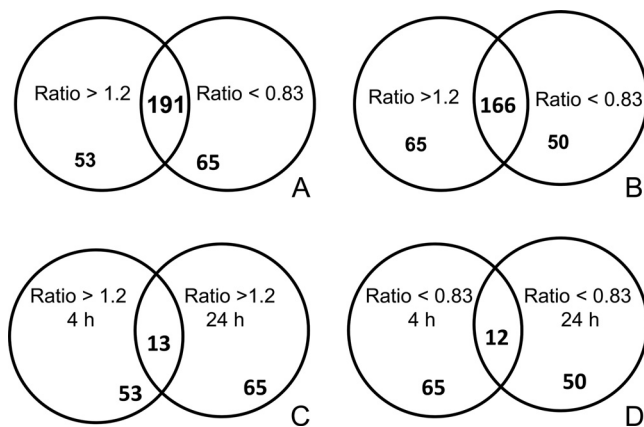 Ratio > 1.2
191
Ratio < 0.83
53
65
A
Ratio >1.2
166
Ratio < 0.83
65
50
B
Ratio > 1.2
4 h
13
Ratio >1.2
24 h
53
65
C
Ratio < 0.83
4 h
12
Ratio < 0.83
24 h
65
50
D